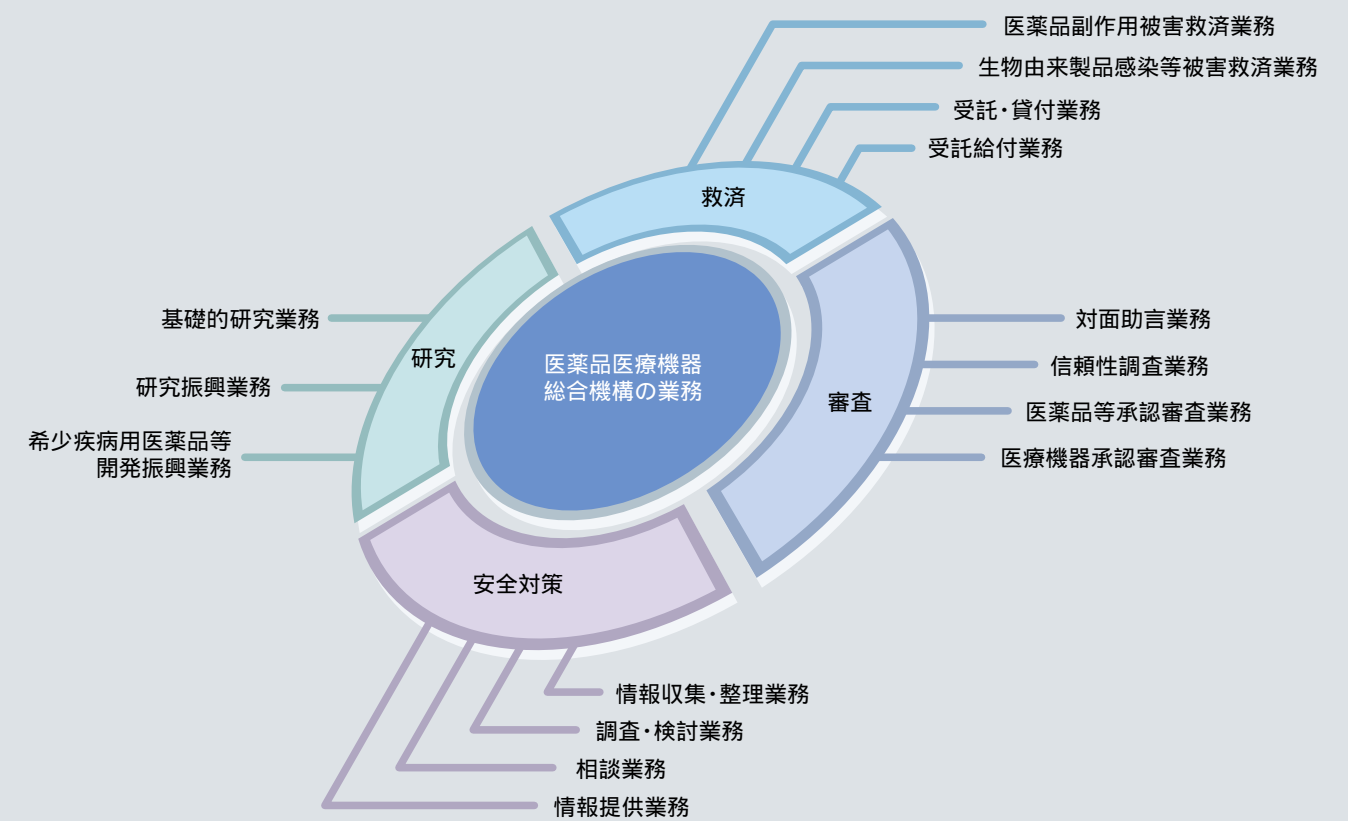 医薬品副作用被害救済業務
生物由来製品感染等被害救済業務
受託・貸付業務
受託給付業務
救済
基礎的研究業務
研究振興業務
希少疾病用医薬品等
開発振興業務
研究
医薬品医療機器
総合機構の業務
審査
対面助言業務
信頼性調査業務
医薬品等承認審査業務
医療機器承認審査業務
安全対策
情報収集・整理業務
調査・検討業務
相談業務
情報提供業務